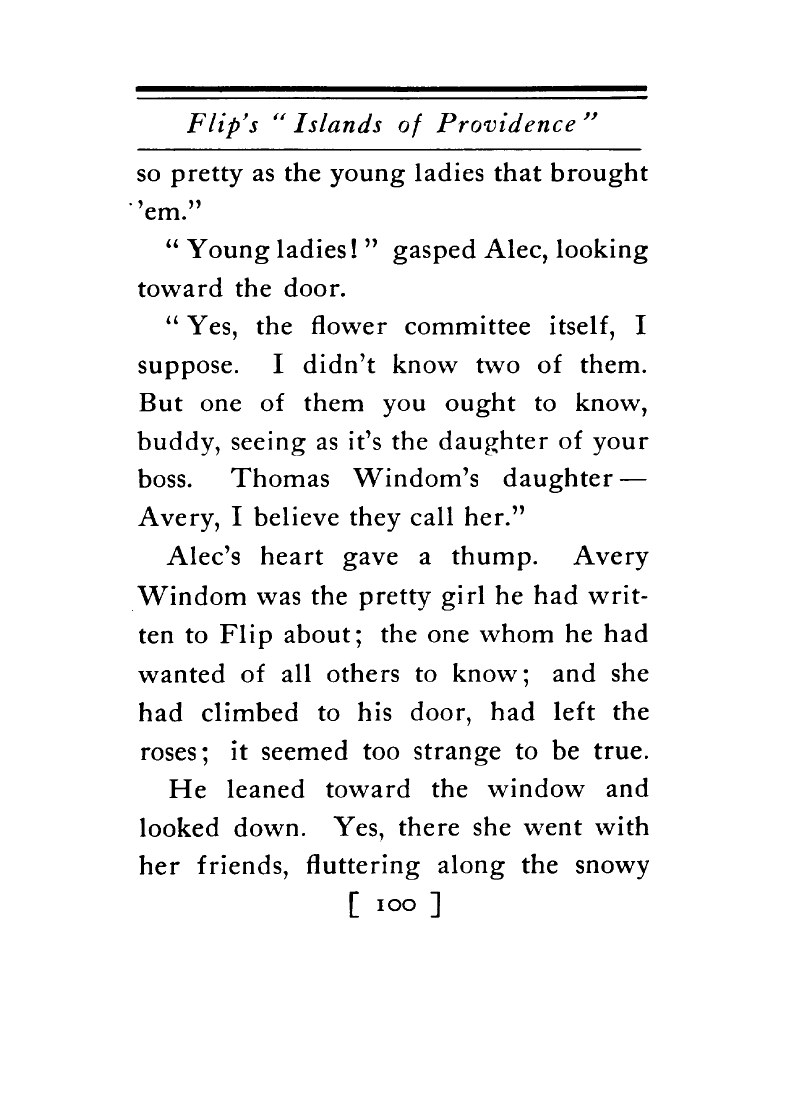 Flip's "Islands of Providence"
so pretty as the young ladies that brought
'em."
"Young ladies!" gasped Alec, looking
toward the door.
"Yes, the flower committee itself, I
suppose. I didn't know two of them.
But one of them you ought to know,
buddy, seeing as it's the daughter of your
boss. Thomas Windom's daughter—
Avery, I believe they call her."
Alec's heart gave a thump. Avery
Windom was the pretty girl he had writ-
ten to Flip about; the one whom he had
wanted of all others to know; and she
had climbed to his door, had left the
roses; it seemed too strange to be true.
He leaned toward the window and
looked down. Yes, there she went with
her friends, fluttering along the snowy
[ 100 ]